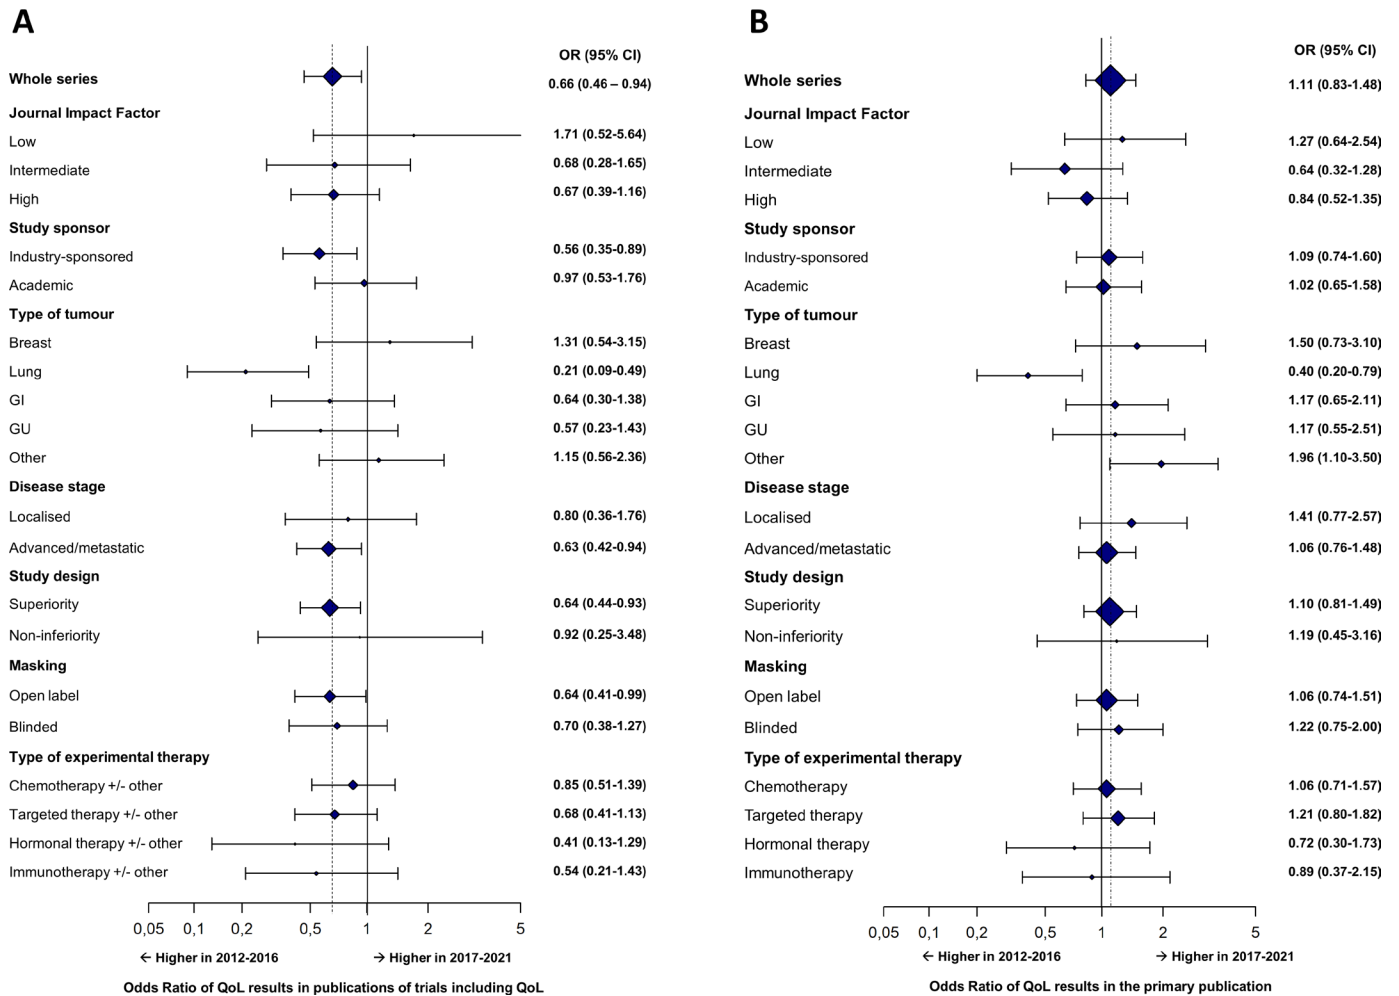 A
OR (95% CI)
Whole series 0.66 (0.46 – 0.94)
Journal Impact Factor
Low 1.71 (0.52-5.64)
Intermediate 0.68 (0.28-1.65)
High 0.67 (0.39-1.16)
Study sponsor
Industry-sponsored 0.56 (0.35-0.89)
Academic 0.97 (0.53-1.76)
Type of tumour
Breast 1.31 (0.54-3.15)
Lung 0.21 (0.09-0.49)
GI 0.64 (0.30-1.38)
GU 0.57 (0.23-1.43)
Other 1.15 (0.56-2.36)
Disease stage
Localised 0.80 (0.36-1.76)
Advanced/metastatic 0.63 (0.42-0.94)
Study design
Superiority 0.64 (0.44-0.93)
Non-inferiority 0.92 (0.25-3.48)
Masking
Open label 0.64 (0.41-0.99)
Blinded 0.70 (0.38-1.27)
Type of experimental therapy
Chemotherapy +/- other 0.85 (0.51-1.39)
Targeted therapy +/- other 0.68 (0.41-1.13)
Hormonal therapy +/- other 0.41 (0.13-1.29)
Immunotherapy +/- other 0.54 (0.21-1.43)
0,05 0,1 0,2 0,5 1 2 5
← Higher in 2012-2016 → Higher in 2017-2021
Odds Ratio of QoL results in publications of trials including QoL
B
OR (95% CI)
Whole series 1.11 (0.83-1.48)
Journal Impact Factor
Low 1.27 (0.64-2.54)
Intermediate 0.64 (0.32-1.28)
High 0.84 (0.52-1.35)
Study sponsor
Industry-sponsored 1.09 (0.74-1.60)
Academic 1.02 (0.65-1.58)
Type of tumour
Breast 1.50 (0.73-3.10)
Lung 0.40 (0.20-0.79)
GI 1.17 (0.65-2.11)
GU 1.17 (0.55-2.51)
Other 1.96 (1.10-3.50)
Disease stage
Localised 1.41 (0.77-2.57)
Advanced/metastatic 1.06 (0.76-1.48)
Study design
Superiority 1.10 (0.81-1.49)
Non-inferiority 1.19 (0.45-3.16)
Masking
Open label 1.06 (0.74-1.51)
Blinded 1.22 (0.75-2.00)
Type of experimental therapy
Chemotherapy 1.06 (0.71-1.57)
Targeted therapy 1.21 (0.80-1.82)
Hormonal therapy 0.72 (0.30-1.73)
Immunotherapy 0.89 (0.37-2.15)
0,05 0,1 0,2 0,5 1 2 5
← Higher in 2012-2016 → Higher in 2017-2021
Odds Ratio of QoL results in the primary publication